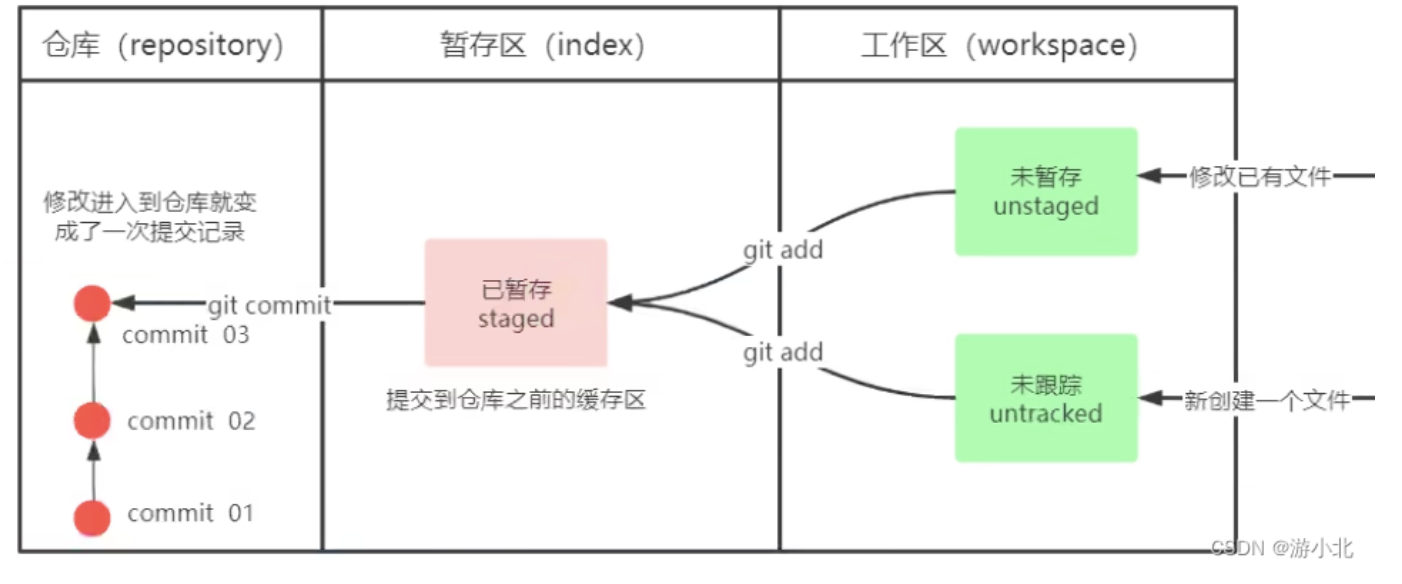 仓库（repository）
暂存区（index）
工作区（workspace）
修改进入到仓库就变
成了一次提交记录
git commit
commit 03
commit 02
commit 01
已暂存
staged
提交到仓库之前的缓存区
git add
git add
未暂存
unstaged
修改已有文件
未跟踪
untracked
新创建一个文件
CSDN @游小北